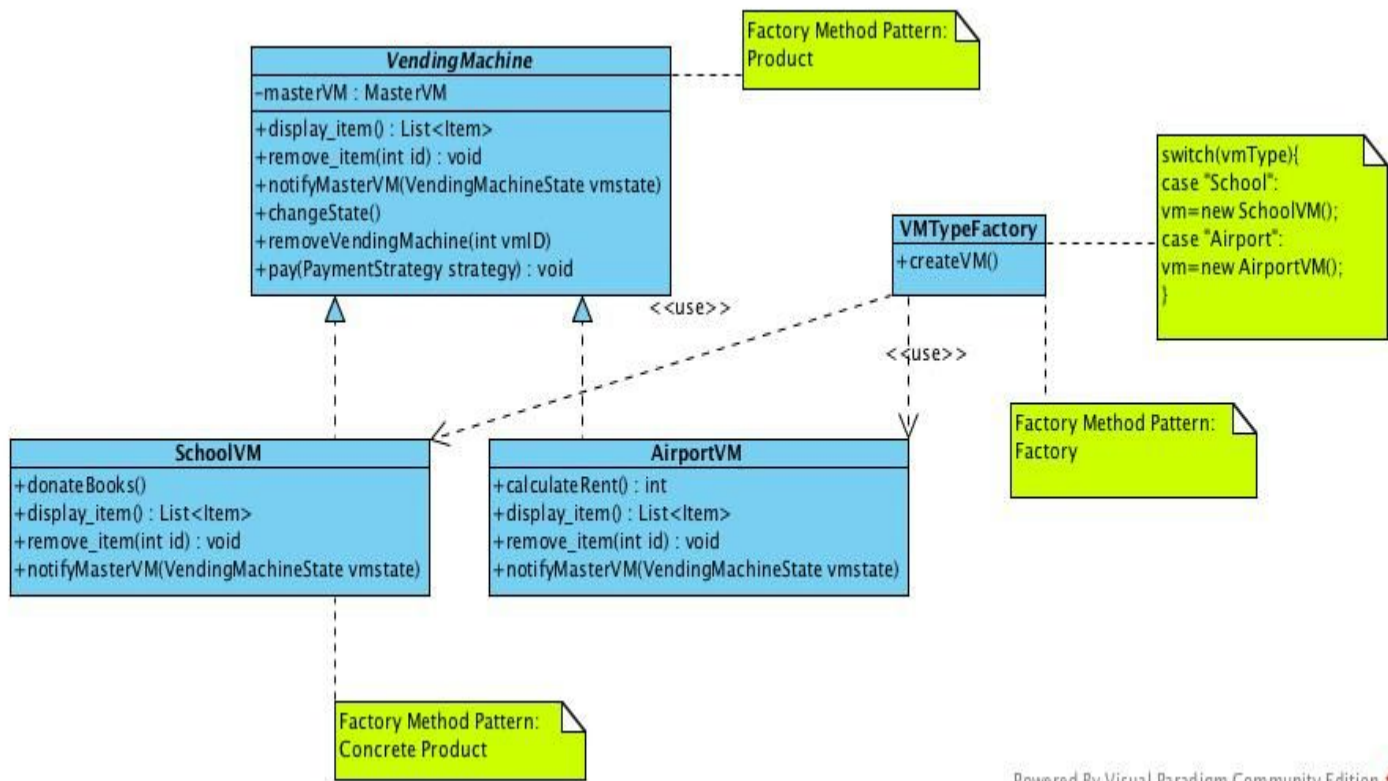 Factory Method Pattern:
Product
VendingMachine
-masterVM : MasterVM
+display_item() : List<Item>
+remove_item(int id) : void
+notifyMasterVM(VendingMachineState vmstate)
+changeState()
+removeVendingMachine(int vmID)
+pay(PaymentStrategy strategy) : void
switch(vmType){
case "School":
vm=new SchoolVM();
case "Airport":
vm=new AirportVM();
}
VMTypeFactory
+createVM()
<<use>>
<<use>>
Factory Method Pattern:
Factory
SchoolVM
+donateBooks()
+display_item() : List<Item>
+remove_item(int id) : void
+notifyMasterVM(VendingMachineState vmstate)
AirportVM
+calculateRent() : int
+display_item() : List<Item>
+remove_item(int id) : void
+notifyMasterVM(VendingMachineState vmstate)
Factory Method Pattern:
Concrete Product
Powered By Visual Paradigm Community Edition